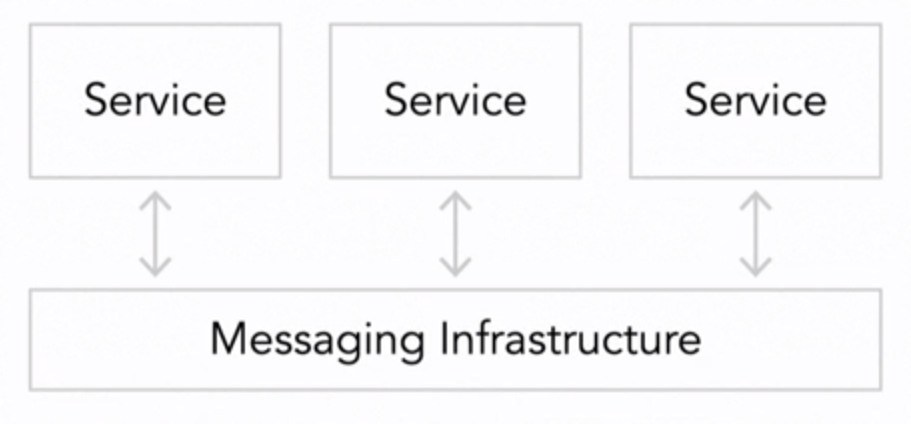 Service
Service
Service
Messaging Infrastructure